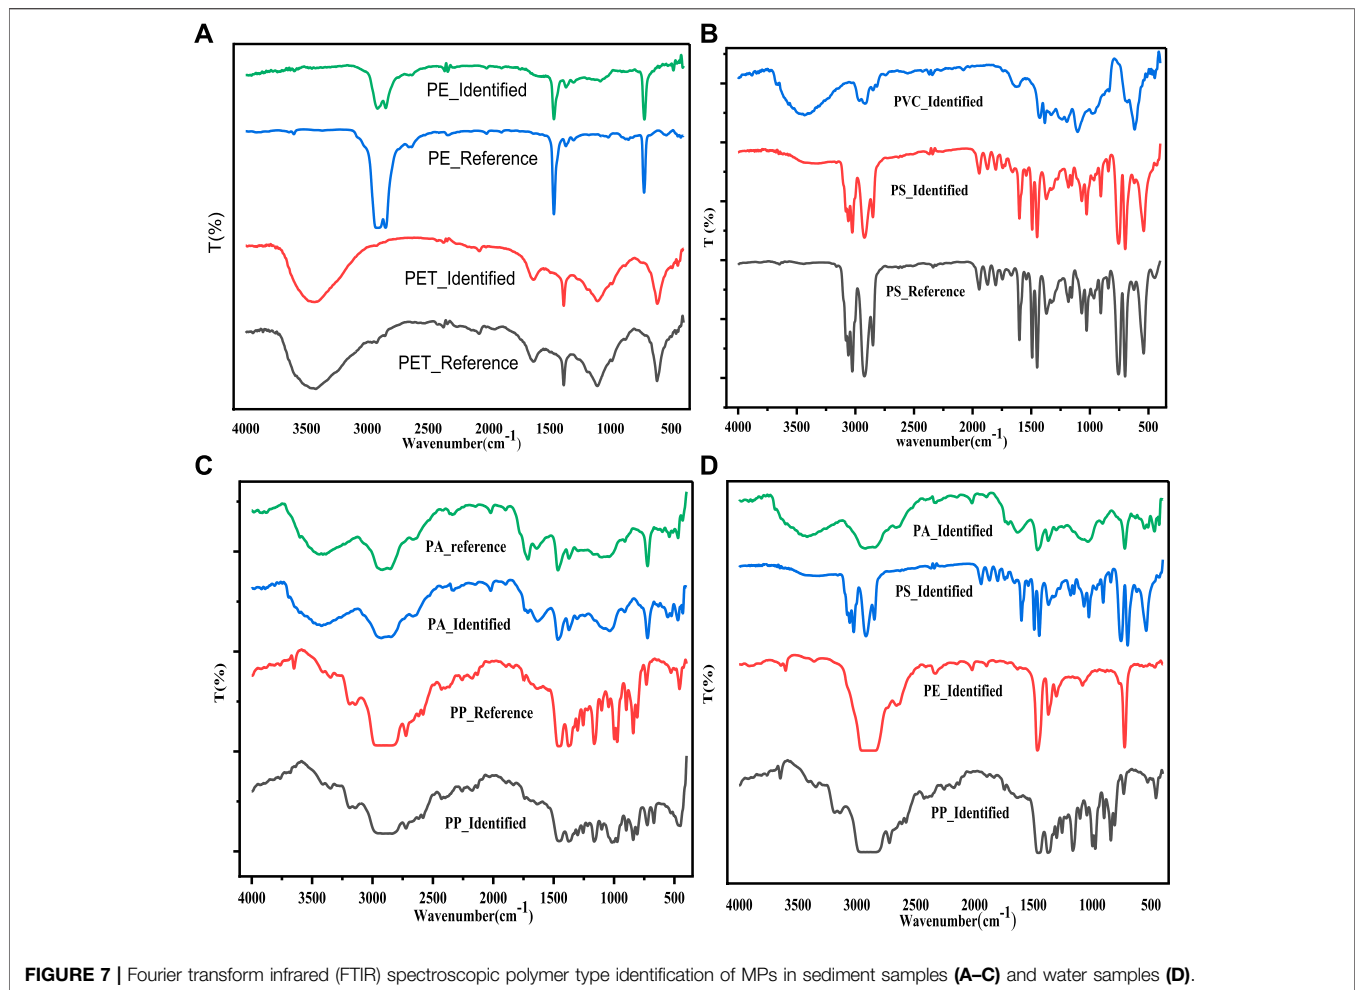 A
PE_Identified
PE_Reference
PET_Identified
PET_Reference
T(%)
4000 3500 3000 2500 2000 1500 1000 500
Wavenumber(cm-1)
B
PVC_Identified
PS_Identified
PS_Reference
T (%)
4000 3500 3000 2500 2000 1500 1000 500
wavenumber(cm-1)
C
PA_reference
PA_Identified
PP_Reference
PP_Identified
T(%)
4000 3500 3000 2500 2000 1500 1000 500
Wavenumber(cm-1)
D
PA_Identified
PS_Identified
PE_Identified
PP_Identified
T(%)
4000 3500 3000 2500 2000 1500 1000 500
Wavenumber(cm-1)
FIGURE 7 | Fourier transform infrared (FTIR) spectroscopic polymer type identification of MPs in sediment samples (A–C) and water samples (D).